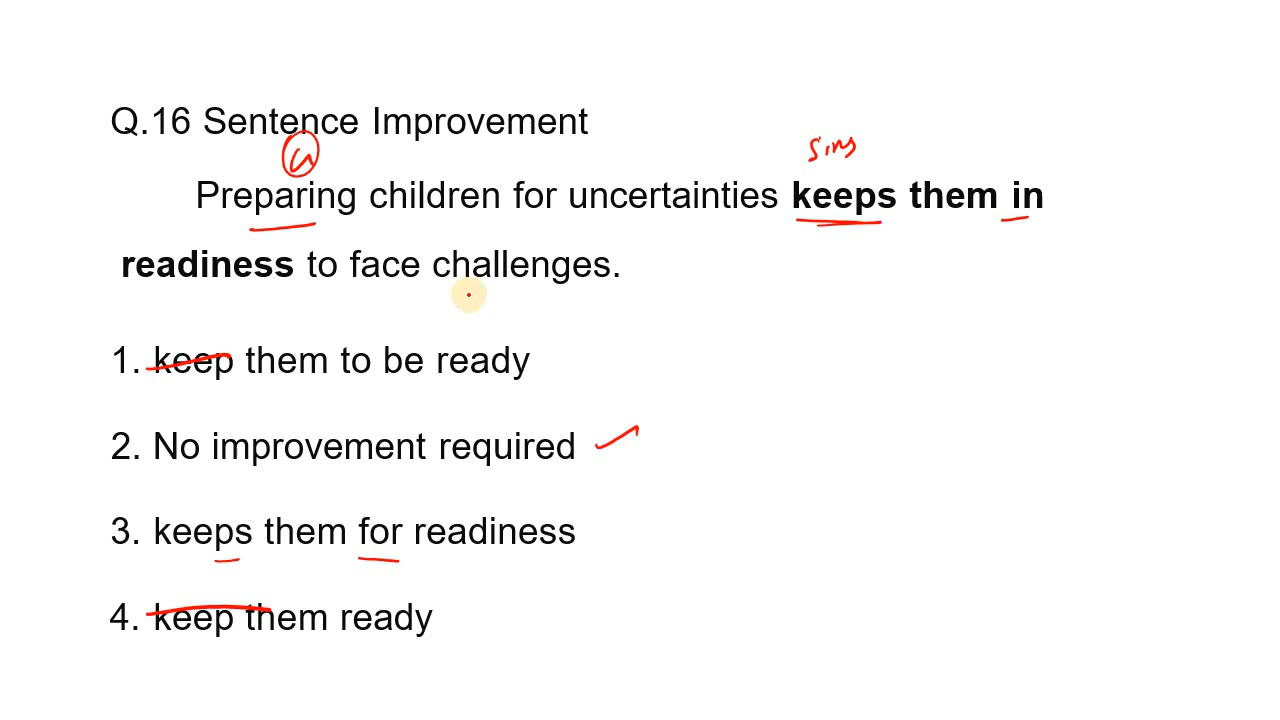 Q.16 Sentence Improvement
Sing
Preparing children for uncertainties keeps them in
readiness to face challenges.
1. keep them to be ready
2. No improvement required
3. keeps them for readiness
4. keep them ready